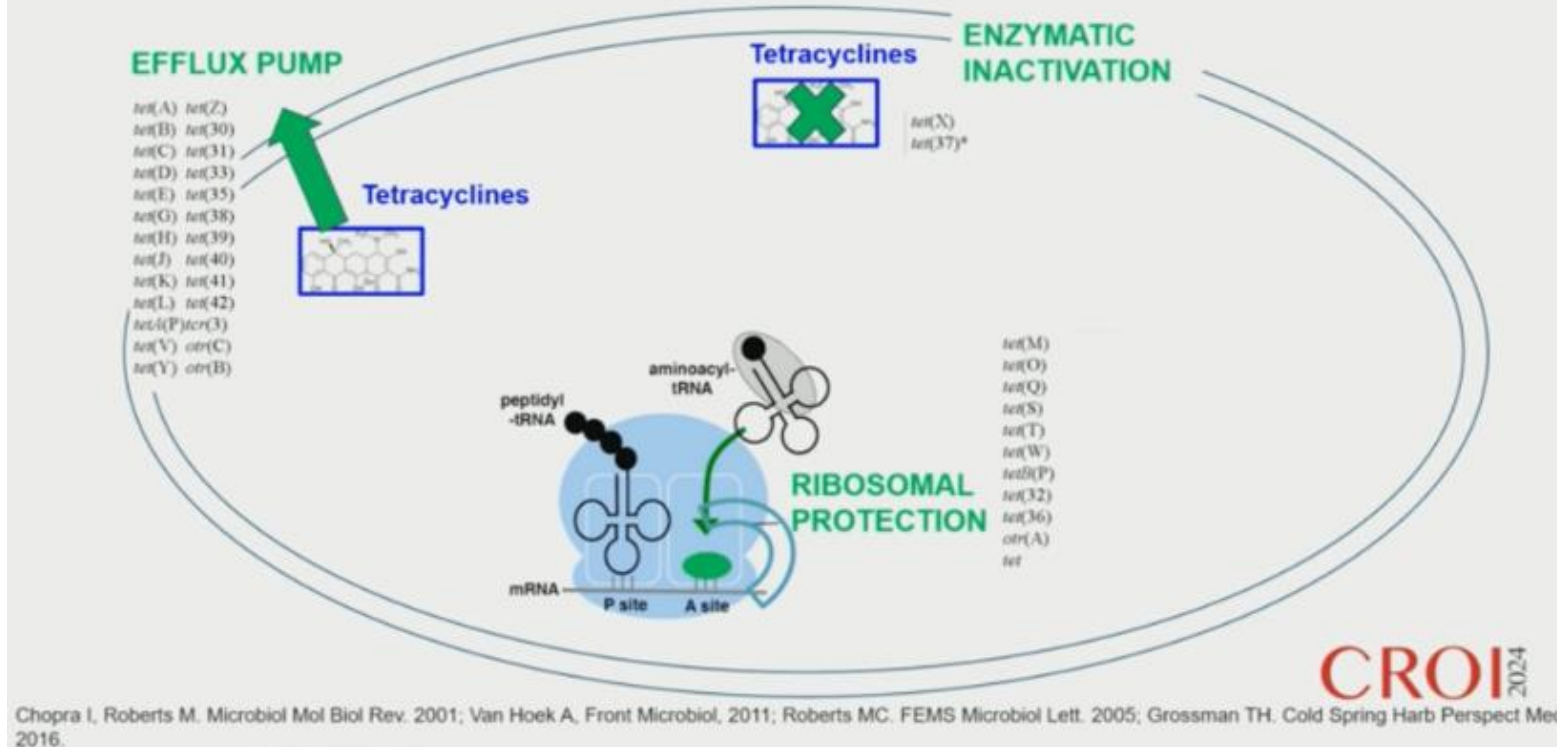 EFFLUX PUMP
tet(A) tet(Z)
tet(B) tet(30)
tet(C) tet(31)
tet(D) tet(33)
tet(E) tet(35)
tet(G) tet(38)
tet(H) tet(39)
tet(J) tet(40)
tet(K) tet(41)
tet(L) tet(42)
tetA(P)tcr(3)
tet(V) otr(C)
tet(Y) otr(B)
Tetracyclines
Tetracyclines
ENZYMATIC
INACTIVATION
tet(X)
tet(37)*
peptidyl
-tRNA
aminoacyl-
tRNA
mRNA
P site
A site
RIBOSOMAL
PROTECTION
tet(M)
tet(O)
tet(Q)
tet(S)
tet(T)
tet(W)
tetB(P)
tet(32)
tet(36)
otr(A)
tet
CROI 2024
Chopra I, Roberts M. Microbiol Mol Biol Rev. 2001; Van Hoek A, Front Microbiol, 2011; Roberts MC. FEMS Microbiol Lett. 2005; Grossman TH. Cold Spring Harb Perspect Med
2016.